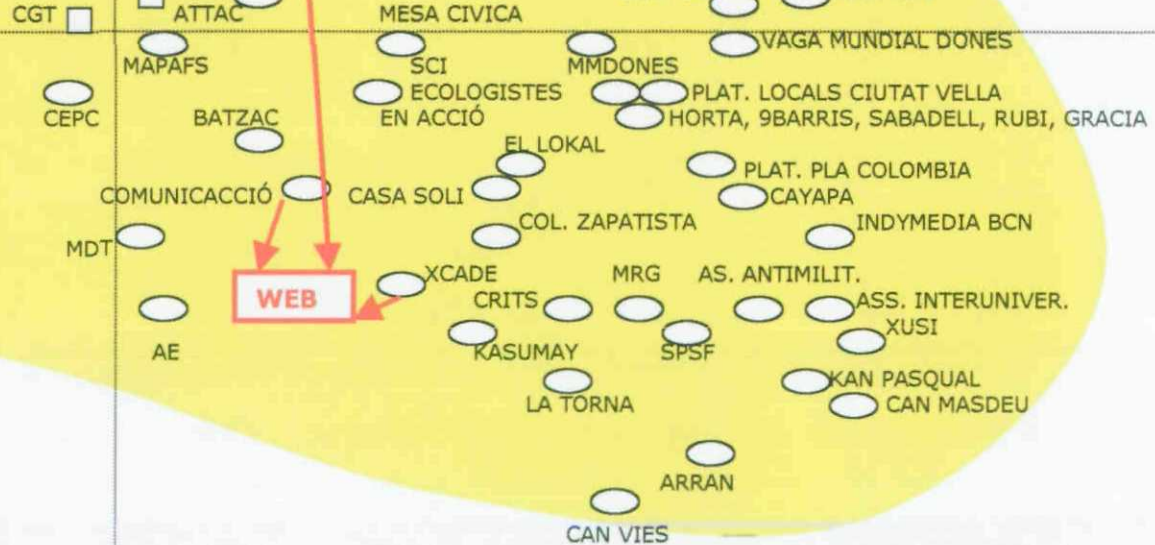 CGT
ATTAC
MESA CIVICA
VAGA MUNDIAL DONES
MAPAFS
SCI
MMDONES
ECOLOGISTES
EN ACCIÓ
PLAT. LOCALS CIUTAT VELLA
CEPC
BATZAC
HORTA, 9BARRIS, SABADELL, RUBI, GRACIA
EL LOKAL
PLAT. PLA COLOMBIA
COMUNICACCIÓ
CASA SOLI
CAYAPA
COL. ZAPATISTA
INDYMEDIA BCN
MDT
XCADE
MRG
AS. ANTIMILIT.
WEB
CRITS
ASS. INTERUNIVER.
XUSI
AE
KASUMAY
SPSF
KAN PASQUAL
LA TORNA
CAN MASDEU
ARRAN
CAN VIES